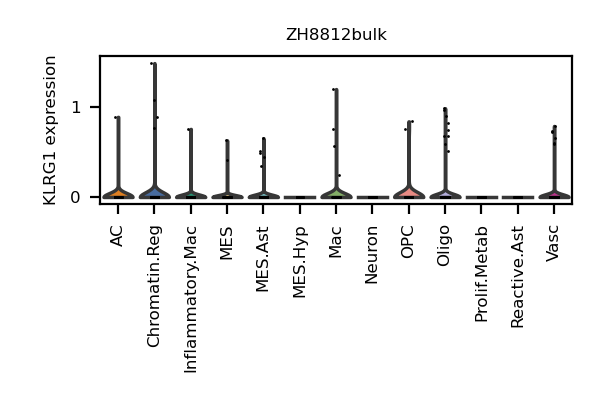 ZH8812bulk
KLRG1 expression
1
0
AC
Chromatin.Reg
Inflammatory.Mac
MES
MES.Ast
MES.Hyp
Mac
Neuron
OPC
Oligo
Prolif.Metab
Reactive.Ast
Vasc